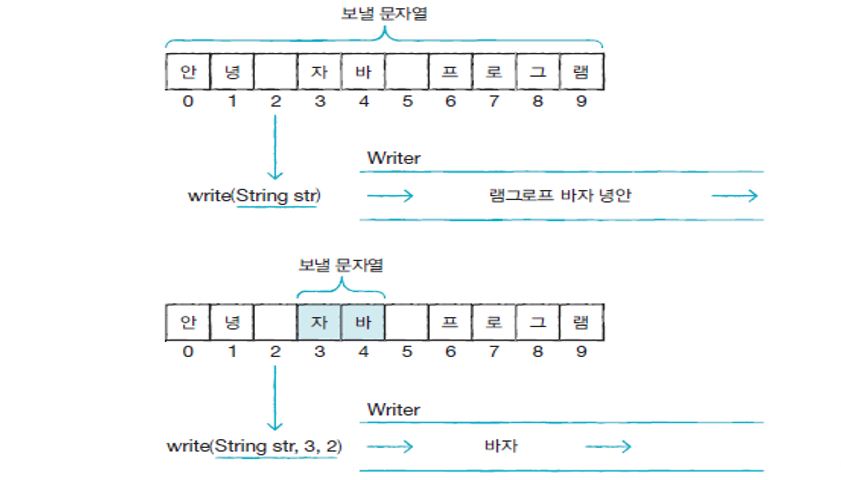 보낼 문자열
안 녕 자 바 프 로 그 램
0 1 2 3 4 5 6 7 8 9
Writer
write(String str) 램그로프 바자 녕안
보낼 문자열
안 녕 자 바 프 로 그 램
0 1 2 3 4 5 6 7 8 9
Writer
write(String str, 3, 2) 바자